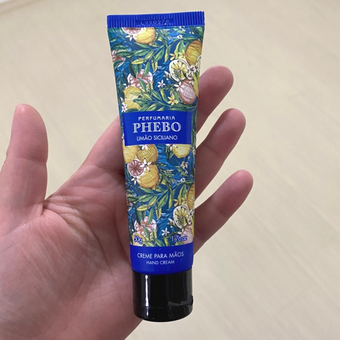 PERFUMARIA
PHEBO
LIMÃO SICILIANO
CREME PARA MÃOS
HAND CREAM